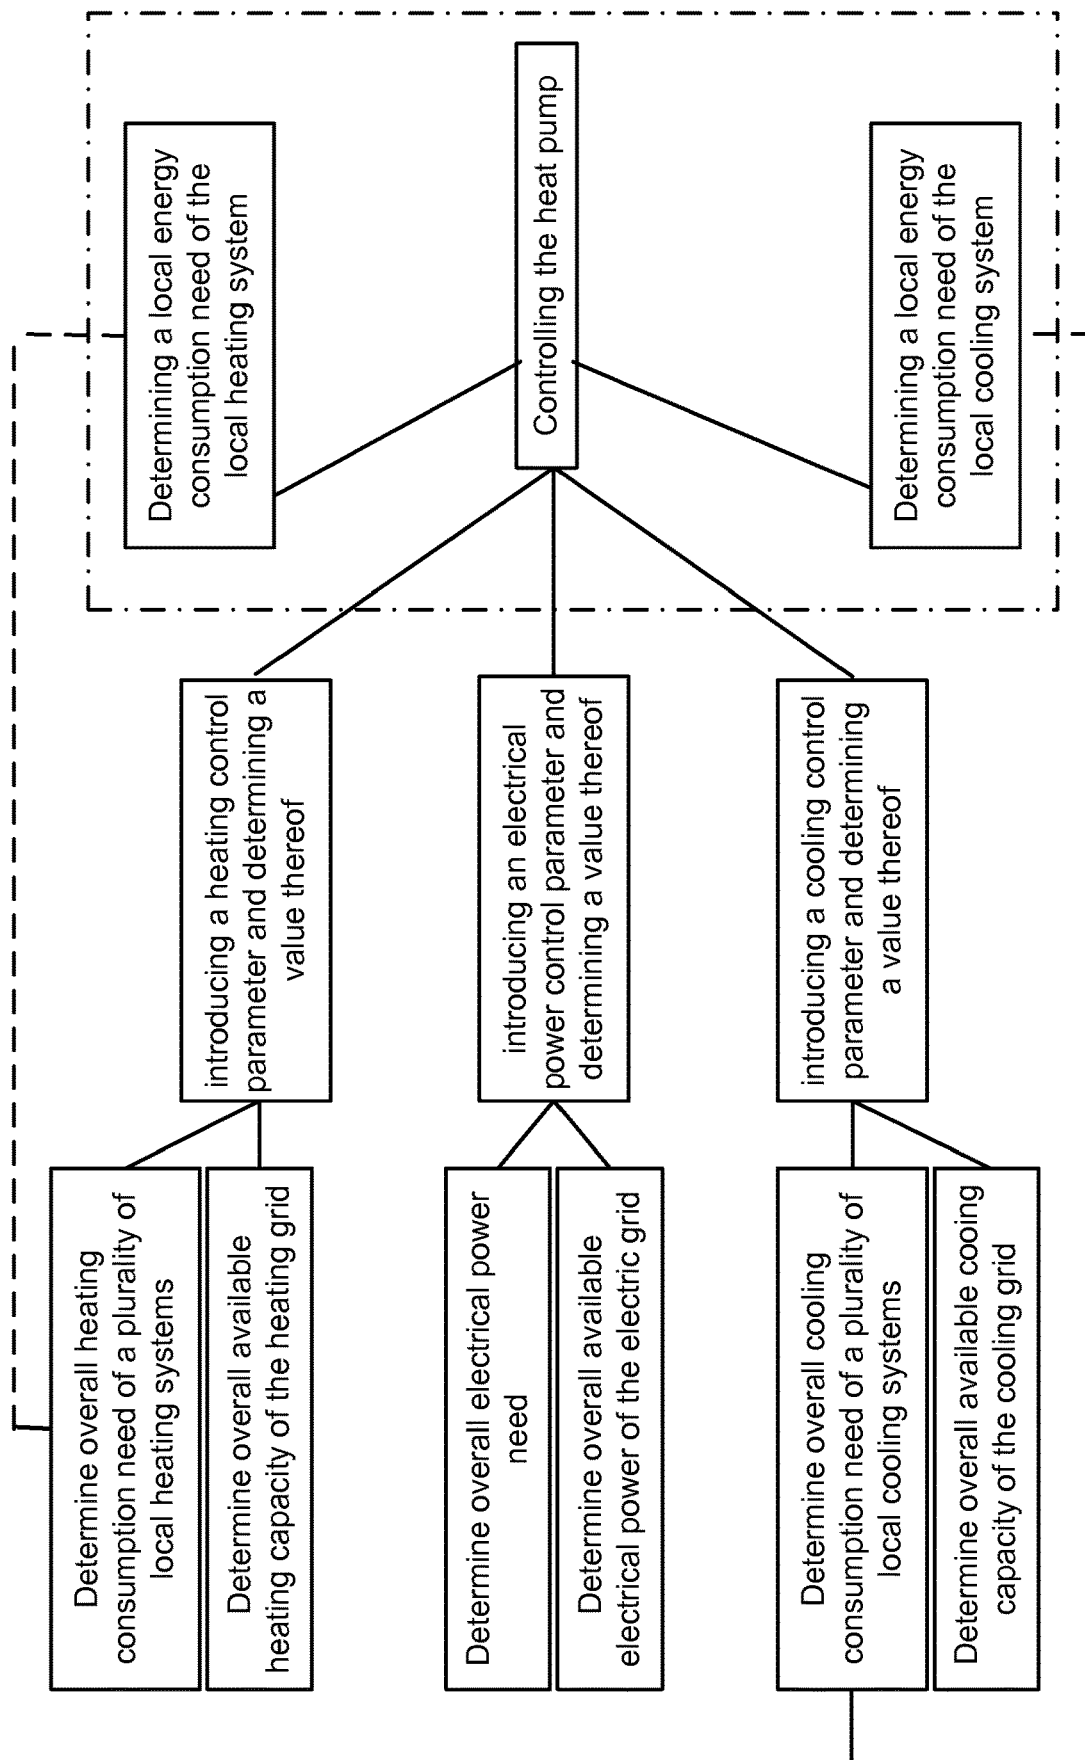 Determine overall heating
consumption need of a plurality of
local heating systems
Determine overall available
heating capacity of the heating grid
Determine overall electrical power
need
Determine overall available
electrical power of the electric grid
Determine overall cooling
consumption need of a plurality of
local cooling systems
Determine overall available cooing
capacity of the cooling grid
introducing a heating control
parameter and determining a
value thereof
introducing an electrical
power control parameter and
determining a value thereof
introducing a cooling control
parameter and determining
a value thereof
Determining a local energy
consumption need of the
local heating system
Controlling the heat pump
Determining a local energy
consumption need of the
local cooling system